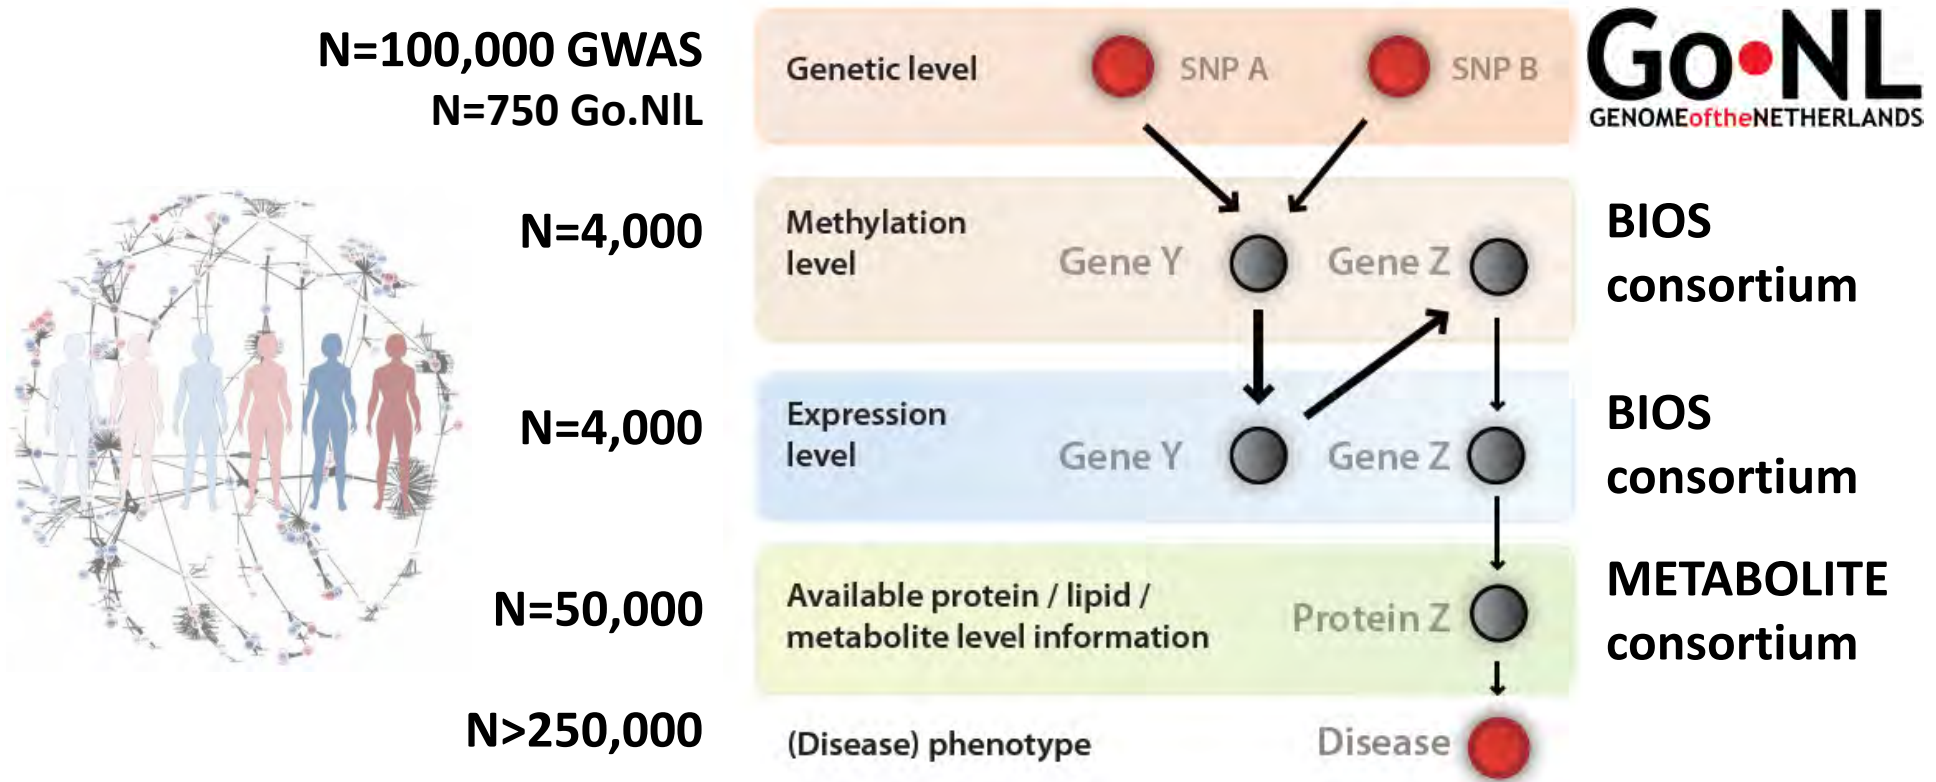 N=100,000 GWAS
N=750 Go.NlL
Genetic level
SNP A
SNP B
Go•NL
GENOMEoftheNETHERLANDS
N=4,000
Methylation
level
Gene Y
Gene Z
BIOS
consortium
N=4,000
Expression
level
Gene Y
Gene Z
BIOS
consortium
N=50,000
Available protein / lipid /
metabolite level information
Protein Z
METABOLITE
consortium
N>250,000
(Disease) phenotype
Disease